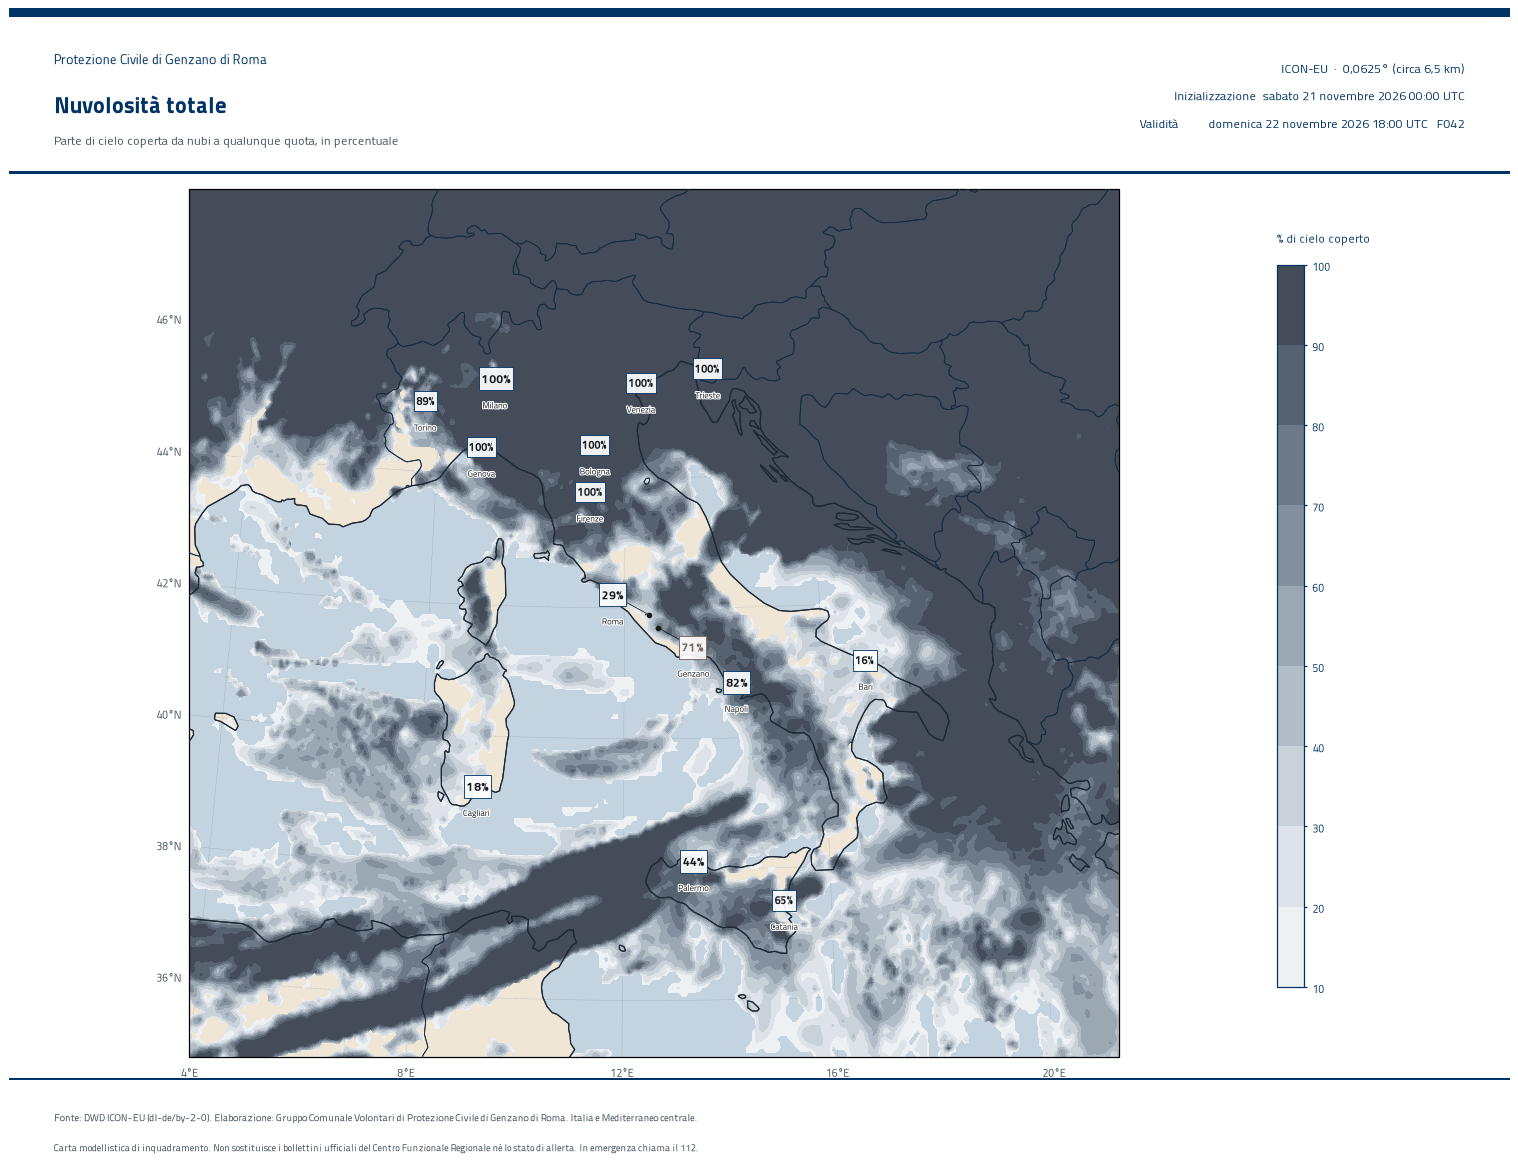 Protezione Civile di Genzano di Roma
Nuvolosità totale
Parte di cielo coperta da nubi a qualunque quota, in percentuale
ICON-EU · 0,0625° (circa 6,5 km)
Inizializzazione sabato 21 novembre 2026 00:00 UTC
Validità domenica 22 novembre 2026 18:00 UTC F042
% di cielo coperto
100
90
80
70
60
50
40
30
20
10
46°N
44°N
42°N
40°N
38°N
36°N
4°E
8°E
12°E
16°E
20°E
100%
Trieste
100%
Milano
100%
Venezia
89%
Torino
100%
Genova
100%
Bologna
100%
Firenze
29%
Roma
71%
Genzano
16%
Bari
82%
Napoli
18%
Cagliari
44%
Palermo
65%
Catania
Fonte: DWD ICON-EU (dl-de/by-2-0). Elaborazione: Gruppo Comunale Volontari di Protezione Civile di Genzano di Roma. Italia e Mediterraneo centrale.
Carta modellistica di inquadramento. Non sostituisce i bollettini ufficiali del Centro Funzionale Regionale né lo stato di allerta. In emergenza chiama il 112.